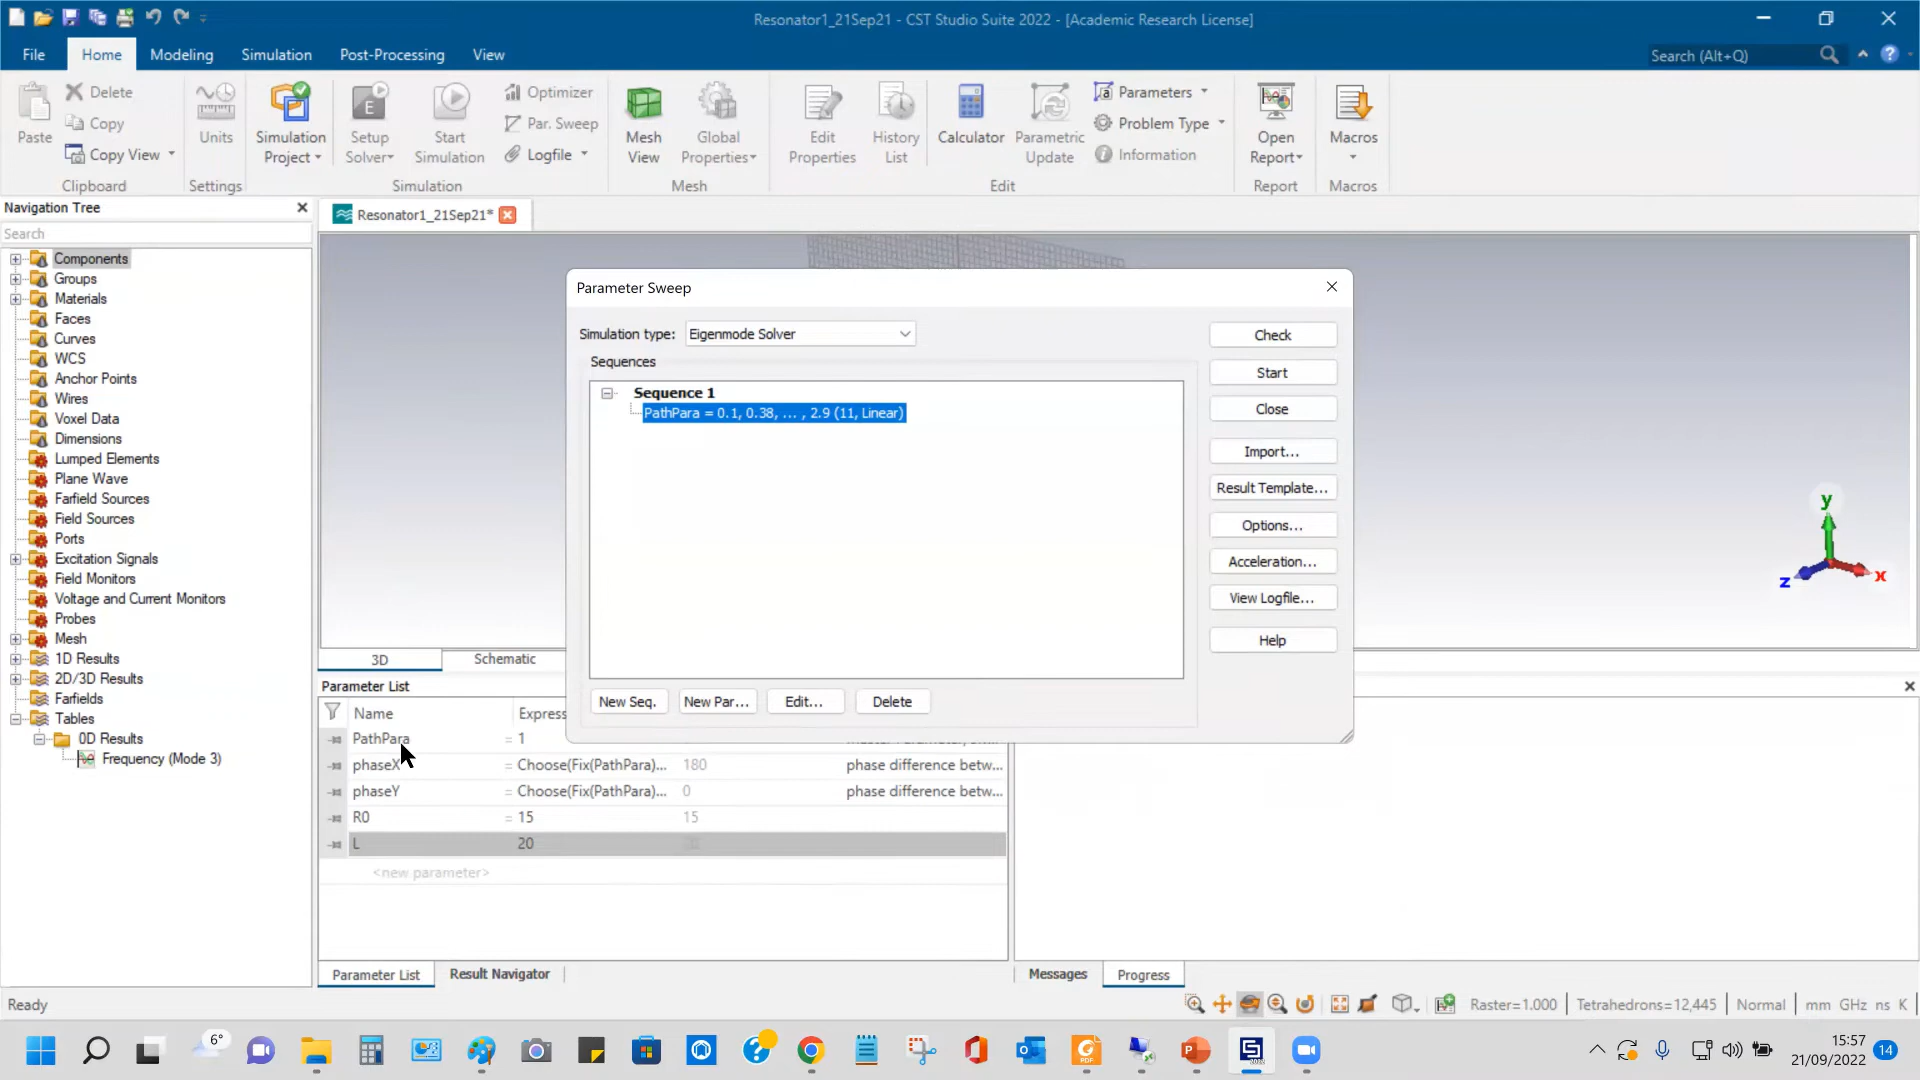 Resonator1_21Sep21 - CST Studio Suite 2022 - [Academic Research License]
File Home Modeling Simulation Post-Processing View
Search (Alt+Q)
Paste
Delete
Copy
Copy View
Clipboard
Units
Settings
Simulation Project
Setup Solver
Start Simulation
Optimizer
Par. Sweep
Logfile
Simulation
Mesh View
Global Properties
Mesh
Edit Properties
History List
Calculator
Parametric Update
Parameters
Problem Type
Information
Edit
Open Report
Report
Macros
Macros
Navigation Tree
Search
Components
Groups
Materials
Faces
Curves
WCS
Anchor Points
Wires
Voxel Data
Dimensions
Lumped Elements
Plane Wave
Farfield Sources
Field Sources
Ports
Excitation Signals
Field Monitors
Voltage and Current Monitors
Probes
Mesh
1D Results
2D/3D Results
Farfields
Tables
0D Results
Frequency (Mode 3)
Resonator1_21Sep21*
Parameter Sweep
Simulation type: Eigenmode Solver
Sequences
Sequence 1
PathPara = 0.1, 0.38, ... , 2.9 (11, Linear)
Check
Start
Close
Import...
Result Template...
Options...
Acceleration...
View Logfile...
Help
New Seq. New Par... Edit... Delete
y
z x
3D Schematic
Parameter List
Name Express
PathPara = 1
phaseX = Choose(Fix(PathPara)... 180 phase difference betw...
phaseY = Choose(Fix(PathPara)... 0 phase difference betw...
R0 = 15 15
L 20
<new parameter>
Parameter List Result Navigator
Messages Progress
Ready
Raster=1.000 Tetrahedrons=12,445 Normal mm GHz ns K
6°
15:57
21/09/2022
14